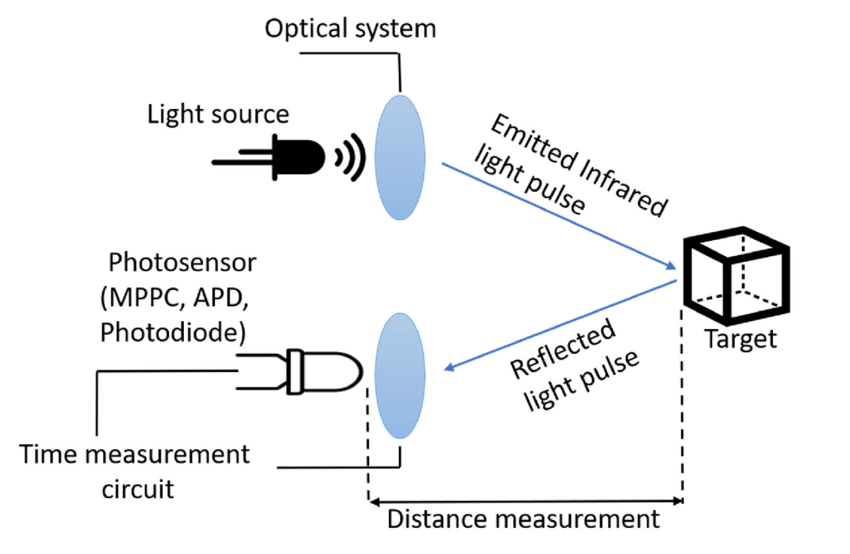 Optical system
Light source
Emitted Infrared
light pulse
Photosensor
(MPPC, APD,
Photodiode)
Target
Reflected
light pulse
Time measurement
circuit
Distance measurement